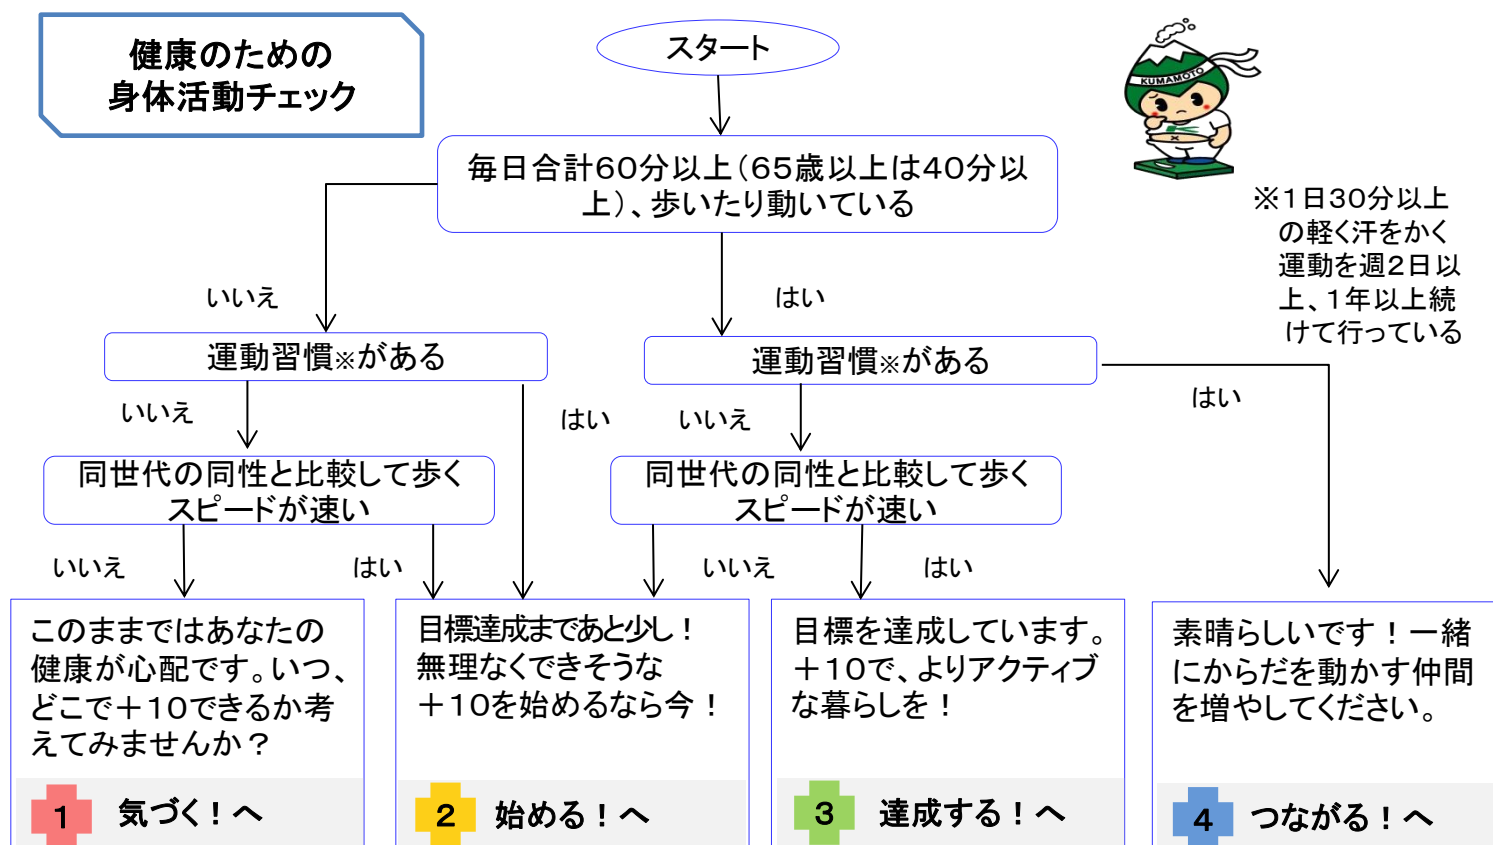 健康のための
身体活動チェック
スタート
KUMAMOTO
毎日合計60分以上（65歳以上は40分以
上）、歩いたり動いている
※1日30分以上
の軽く汗をかく
運動を週2日以
上、1年以上続
けて行っている
いいえ
はい
運動習慣※がある
運動習慣※がある
いいえ
はい
いいえ
はい
同世代の同性と比較して歩く
スピードが速い
同世代の同性と比較して歩く
スピードが速い
いいえ
はい
いいえ
はい
このままではあなたの
健康が心配です。いつ、
どこで＋10できるか考
えてみませんか？
1 気づく！へ
目標達成まであと少し！
無理なくできそうな
＋10を始めるなら今！
2 始める！へ
目標を達成しています。
＋10で、よりアクティブ
な暮らしを！
3 達成する！へ
素晴らしいです！一緒
にからだを動かす仲間
を増やしてください。
4 つながる！へ